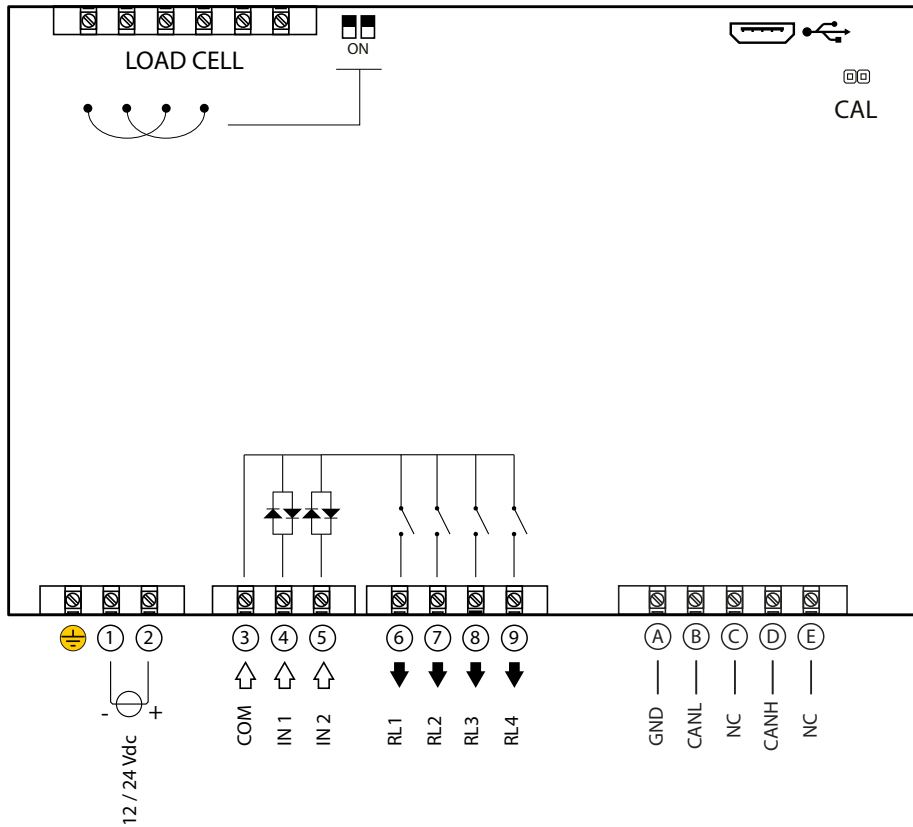 ON
LOAD CELL
CAL
1 2 3 4 5 6 7 8 9 A B C D E
- +
12 / 24 Vdc
COM
IN 1
IN 2
RL1
RL2
RL3
RL4
GND
CANL
NC
CANH
NC